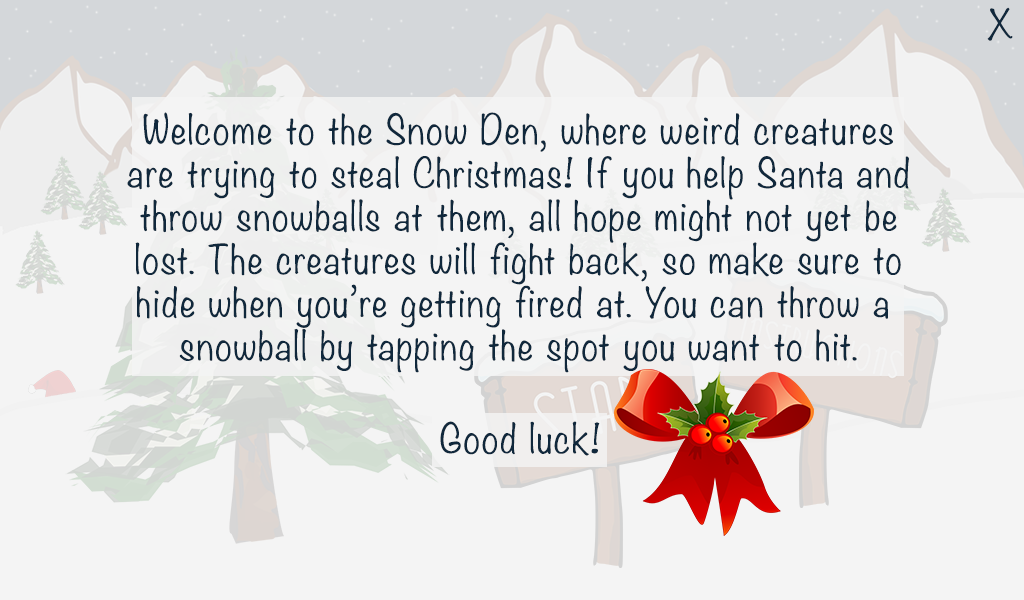 X
Welcome to the Snow Den, where weird creatures
are trying to steal Christmas! If you help Santa and
throw snowballs at them, all hope might not yet be
lost. The creatures will fight back, so make sure to
hide when you’re getting fired at. You can throw a
snowball by tapping the spot you want to hit.
Good luck!